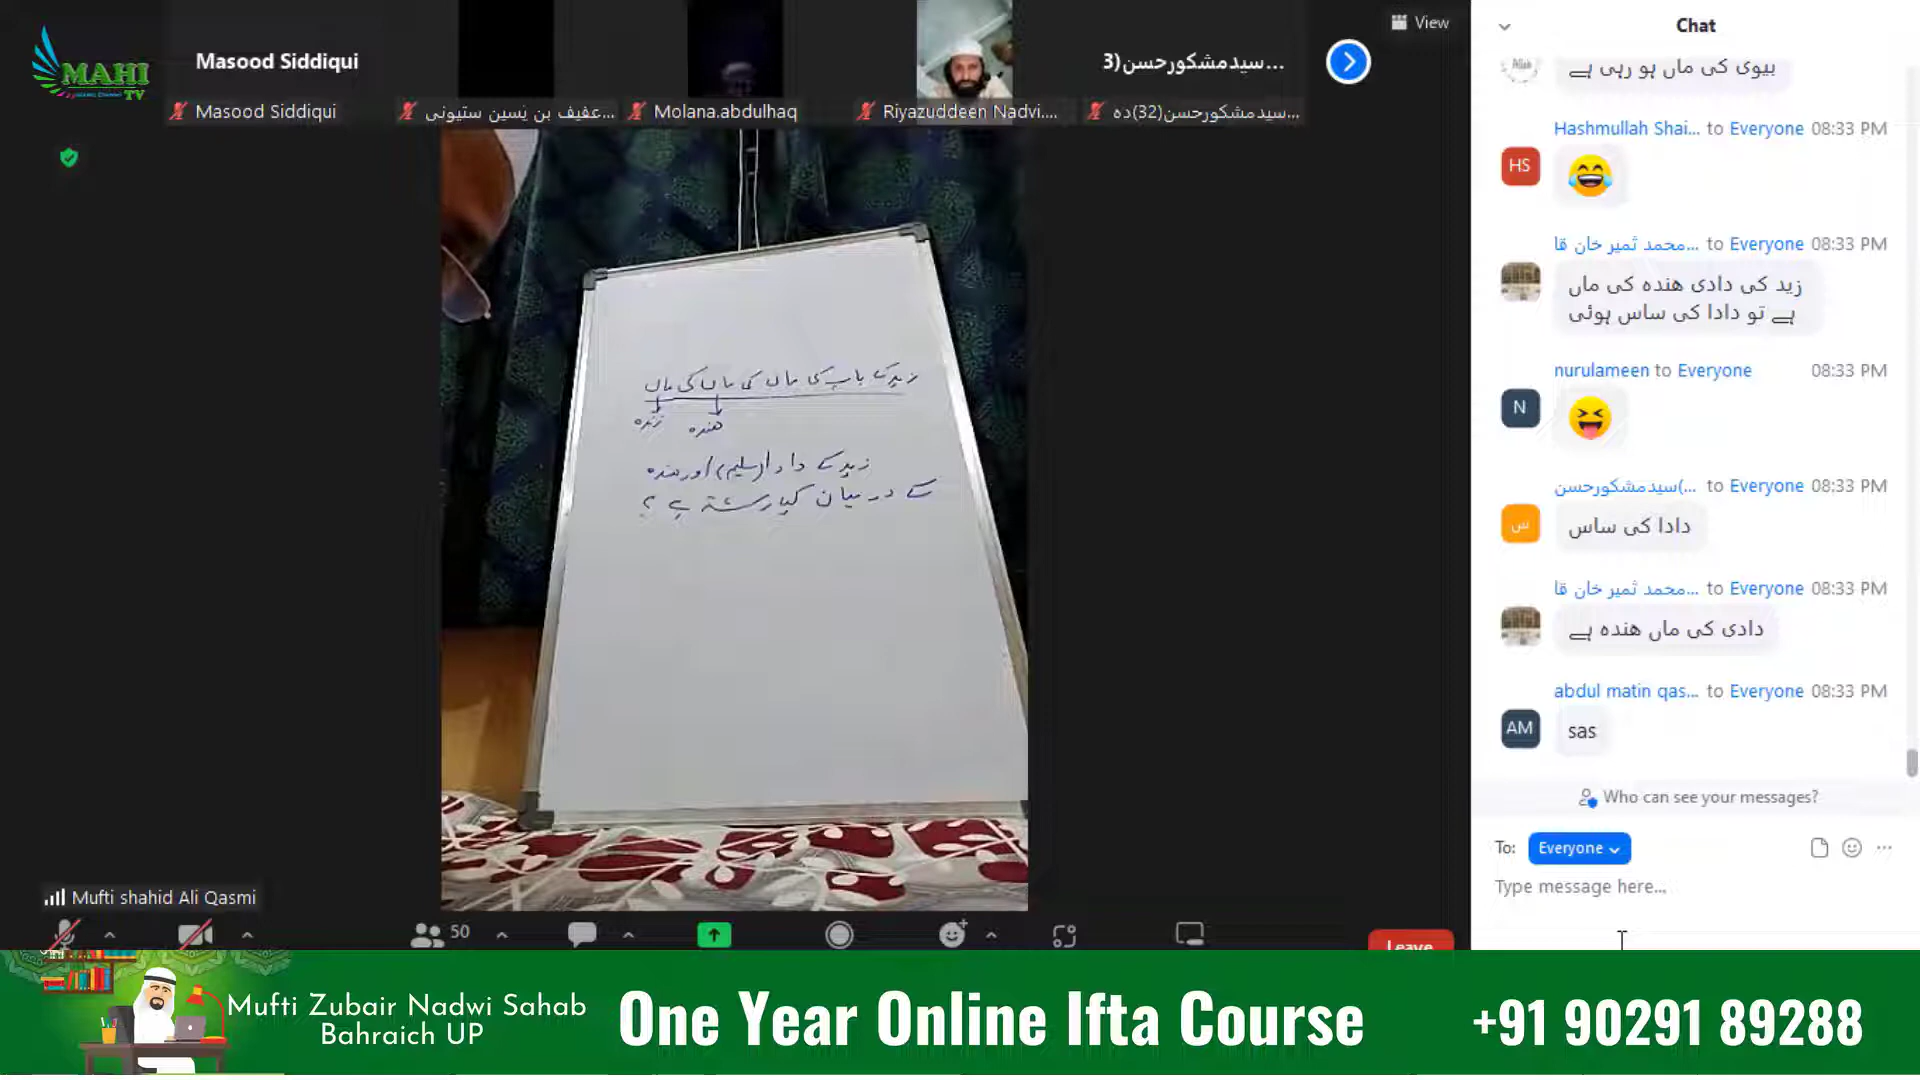 MAHI
TV
Masood Siddiqui
سیدمشکورحسن(3...
View
Masood Siddiqui
عفیف بن یٰسین ستیونی...
Molana.abdulhaq
Riyazuddeen Nadvi....
سیدمشکورحسن(32)ده...
زید کے باپ کی ماں کی ماں کی ماں
زندہ
ھندہ
زید کے دادا (سلیم) اور ہندہ
کے درمیان کیا رشتہ ہے ؟
Mufti shahid Ali Qasmi
50
Leave
Chat
بیوی کی ماں ہو رہی ہے
Hashmullah Shai... to Everyone 08:33 PM
HS
محمد ثمیر خان قا... to Everyone 08:33 PM
زید کی دادی ھندہ کی ماں
ہے تو دادا کی ساس ہوئی
nurulameen to Everyone 08:33 PM
N
سیدمشکورحسن(... to Everyone 08:33 PM
س
دادا کی ساس
محمد ثمیر خان قا... to Everyone 08:33 PM
دادی کی ماں ھندہ ہے
abdul matin qas... to Everyone 08:33 PM
AM
sas
Who can see your messages?
To: Everyone
Type message here...
Mufti Zubair Nadwi Sahab
Bahraich UP
One Year Online Ifta Course
+91 90291 89288